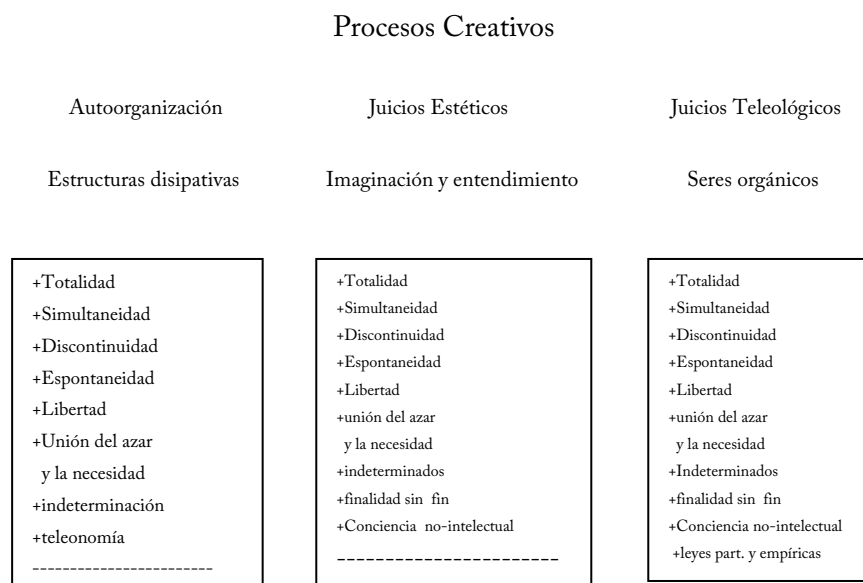 Procesos Creativos
Autoorganización
Estructuras disipativas
+Totalidad
+Simultaneidad
+Discontinuidad
+Espontaneidad
+Libertad
+Unión del azar
y la necesidad
+indeterminación
+teleonomía
------------------------
Juicios Estéticos
Imaginación y entendimiento
+Totalidad
+Simultaneidad
+Discontinuidad
+Espontaneidad
+Libertad
+unión del azar
y la necesidad
+indeterminados
+finalidad sin fin
+Conciencia no-intelectual
-----------------------
Juicios Teleológicos
Seres orgánicos
+Totalidad
+Simultaneidad
+Discontinuidad
+Espontaneidad
+Libertad
+unión del azar
y la necesidad
+Indeterminados
+finalidad sin fin
+Conciencia no-intelectual
+leyes part. y empíricas